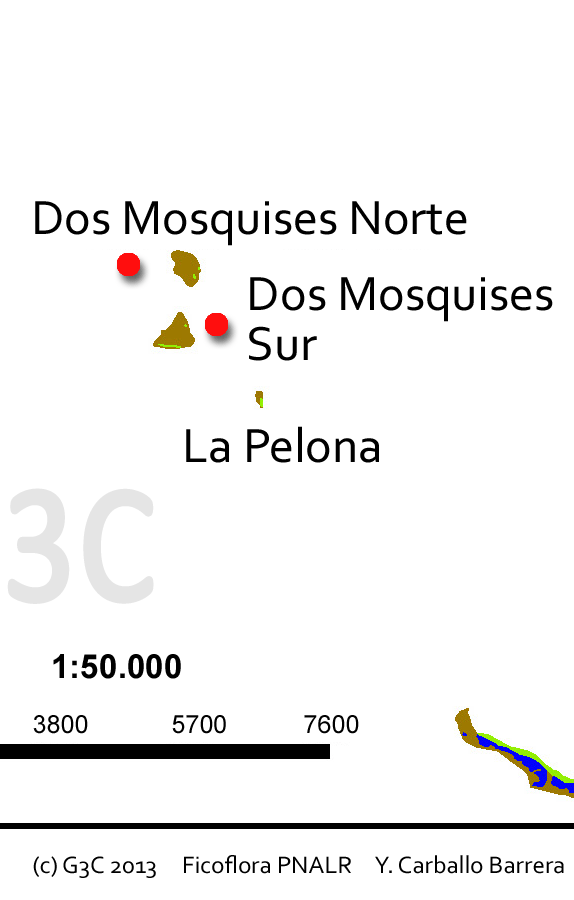 Dos Mosquises Norte
Dos Mosquises
Sur
La Pelona
3C
1:50.000
3800 5700 7600
(c) G3C 2013 Ficoflora PNALR Y. Carballo Barrera